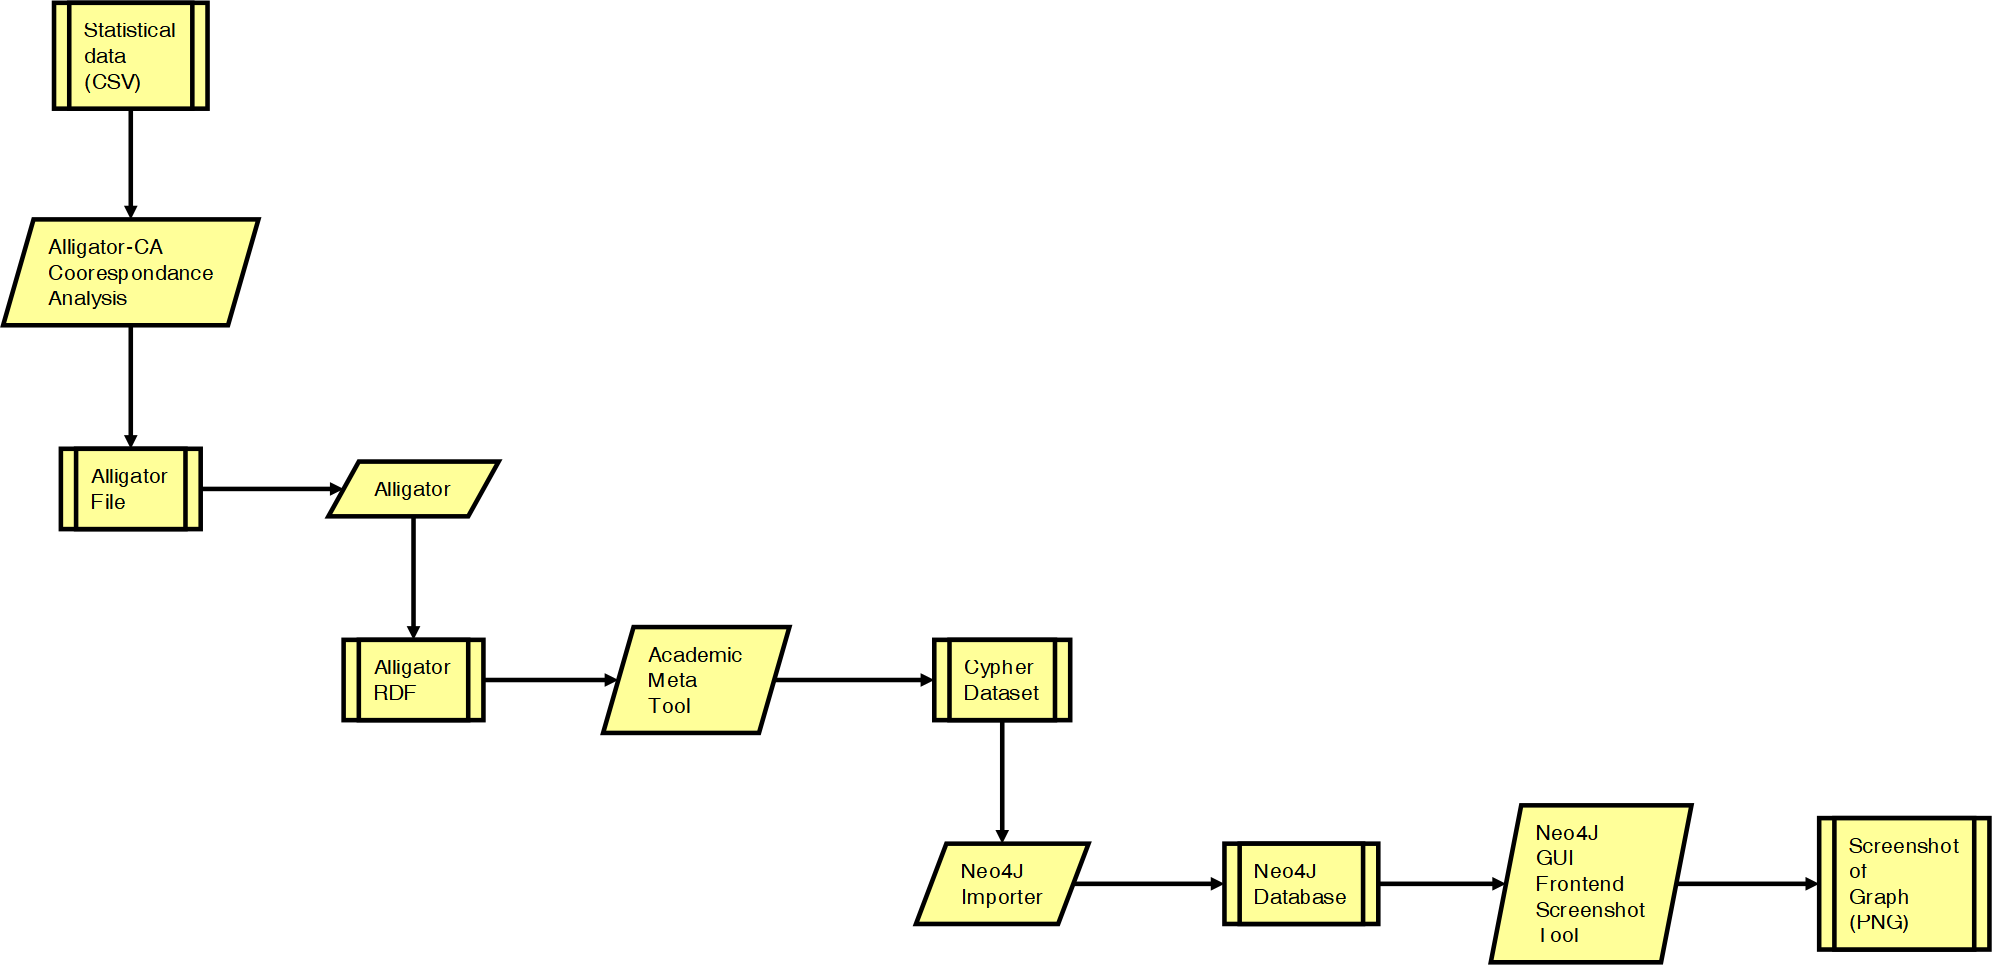 Statistical
data
(CSV)
Alligator-CA
Coorespondance
Analysis
Alligator
File
Alligator
Alligator
RDF
Academic
Meta
Tool
Cypher
Dataset
Neo4J
Importer
Neo4J
Database
Neo4J
GUI
Frontend
Screenshot
Tool
Screenshot
of
Graph
(PNG)